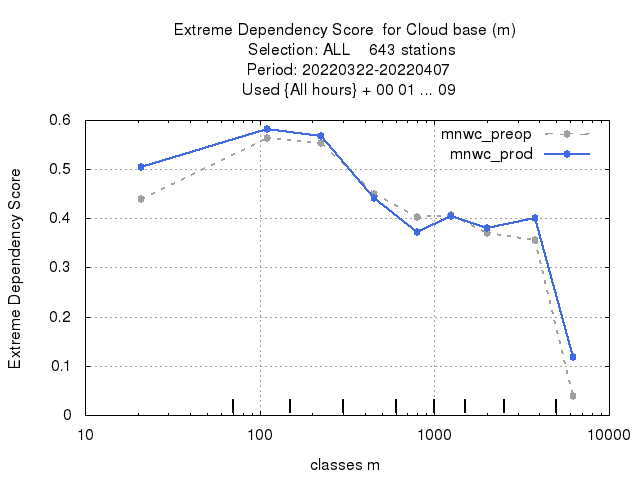 Extreme Dependency Score  for Cloud base (m)
Selection: ALL    643 stations
Period: 20220322-20220407
Used {All hours} + 00 01 ... 09
mnwc_preop
mnwc_prod
Extreme Dependency Score
0.6
0.5
0.4
0.3
0.2
0.1
0
10
100
1000
10000
classes m